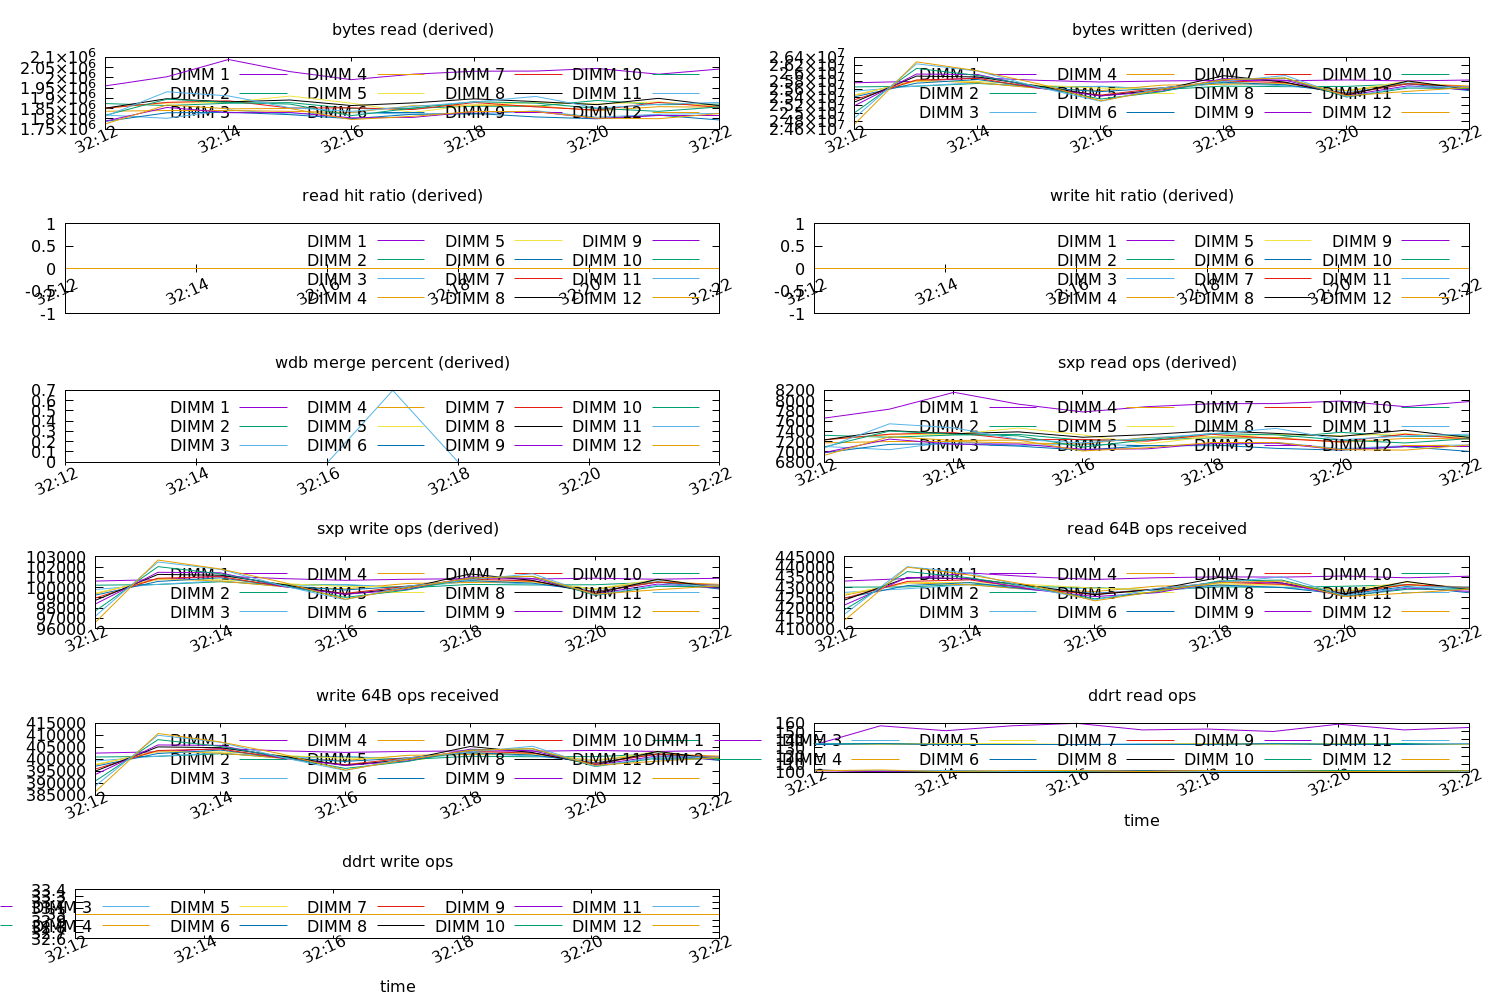 bytes read (derived)
2.1×10^6
2.05×10^6
2×10^6
1.95×10^6
1.9×10^6
1.85×10^6
1.8×10^6
1.75×10^6
DIMM 1 DIMM 4 DIMM 7 DIMM 10
DIMM 2 DIMM 5 DIMM 8 DIMM 11
DIMM 3 DIMM 6 DIMM 9 DIMM 12
32:12 32:14 32:16 32:18 32:20 32:22
bytes written (derived)
2.64×10^7
2.62×10^7
2.6×10^7
2.46×10^7
DIMM 1 DIMM 4 DIMM 7 DIMM 10
DIMM 2 DIMM 5 DIMM 8 DIMM 11
DIMM 3 DIMM 6 DIMM 9 DIMM 12
32:12 32:14 32:16 32:18 32:20 32:22
read hit ratio (derived)
1
0.5
0
-0.5
-1
DIMM 1 DIMM 5 DIMM 9
DIMM 2 DIMM 6 DIMM 10
DIMM 3 DIMM 7 DIMM 11
DIMM 4 DIMM 8 DIMM 12
32:12 32:14 32:16 32:18 32:20 32:22
write hit ratio (derived)
1
0.5
0
-0.5
-1
DIMM 1 DIMM 5 DIMM 9
DIMM 2 DIMM 6 DIMM 10
DIMM 3 DIMM 7 DIMM 11
DIMM 4 DIMM 8 DIMM 12
32:12 32:14 32:16 32:18 32:20 32:22
wdb merge percent (derived)
0.7
0.6
0.5
0.4
0.3
0.2
0.1
0
DIMM 1 DIMM 4 DIMM 7 DIMM 10
DIMM 2 DIMM 5 DIMM 8 DIMM 11
DIMM 3 DIMM 6 DIMM 9 DIMM 12
32:12 32:14 32:16 32:18 32:20 32:22
sxp read ops (derived)
8200
8000
7800
7600
7400
7200
7000
6800
DIMM 1 DIMM 4 DIMM 7 DIMM 10
DIMM 2 DIMM 5 DIMM 8 DIMM 11
DIMM 3 DIMM 6 DIMM 9 DIMM 12
32:12 32:14 32:16 32:18 32:20 32:22
sxp write ops (derived)
103000
102000
101000
100000
99000
98000
97000
96000
DIMM 1 DIMM 4 DIMM 7 DIMM 10
DIMM 2 DIMM 5 DIMM 8 DIMM 11
DIMM 3 DIMM 6 DIMM 9 DIMM 12
32:12 32:14 32:16 32:18 32:20 32:22
read 64B ops received
445000
440000
435000
430000
425000
420000
415000
410000
DIMM 1 DIMM 4 DIMM 7 DIMM 10
DIMM 2 DIMM 5 DIMM 8 DIMM 11
DIMM 3 DIMM 6 DIMM 9 DIMM 12
32:12 32:14 32:16 32:18 32:20 32:22
write 64B ops received
415000
410000
405000
400000
395000
390000
385000
DIMM 1 DIMM 4 DIMM 7 DIMM 10
DIMM 2 DIMM 5 DIMM 8 DIMM 11
DIMM 3 DIMM 6 DIMM 9 DIMM 12
32:12 32:14 32:16 32:18 32:20 32:22
ddrt read ops
160
100
DIMM 1 DIMM 3 DIMM 5 DIMM 7 DIMM 9 DIMM 11
DIMM 2 DIMM 4 DIMM 6 DIMM 8 DIMM 10 DIMM 12
32:12 32:14 32:16 32:18 32:20 32:22
time
ddrt write ops
33.4
32.6
DIMM 3 DIMM 5 DIMM 7 DIMM 9 DIMM 11
DIMM 4 DIMM 6 DIMM 8 DIMM 10 DIMM 12
32:12 32:14 32:16 32:18 32:20 32:22
time